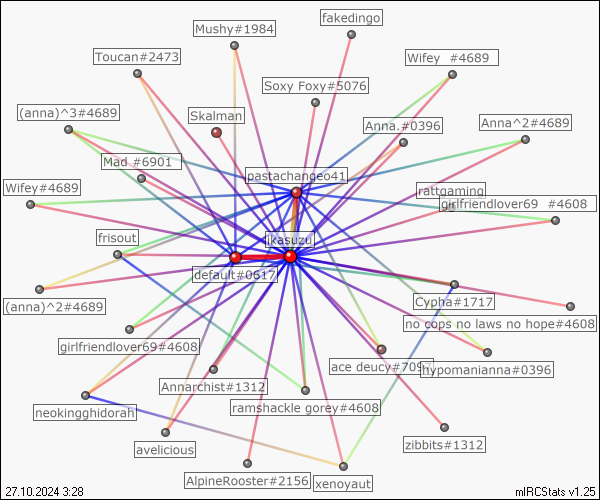 fakedingo
Mushy#1984
Toucan#2473
Wifey #4689
Soxy Foxy#5076
(anna)^3#4689
Skalman
Anna.#0396
Anna^2#4689
Mad #6901
pastachangeo41
Wifey#4689
rattgaming
girlfriendlover69 #4608
frisout
jkasuzu
default#0617
(anna)^2#4689
Cypha#1717
no cops no laws no hope#4608
girlfriendlover69#4608
ace deucy#7097
hypomanianna#0396
Annarchist#1312
ramshackle gorey#4608
neokingghidorah
avelicious
zibbits#1312
AlpineRooster#2156
xenoyaut
27.10.2024 3:28
mIRCStats v1.25